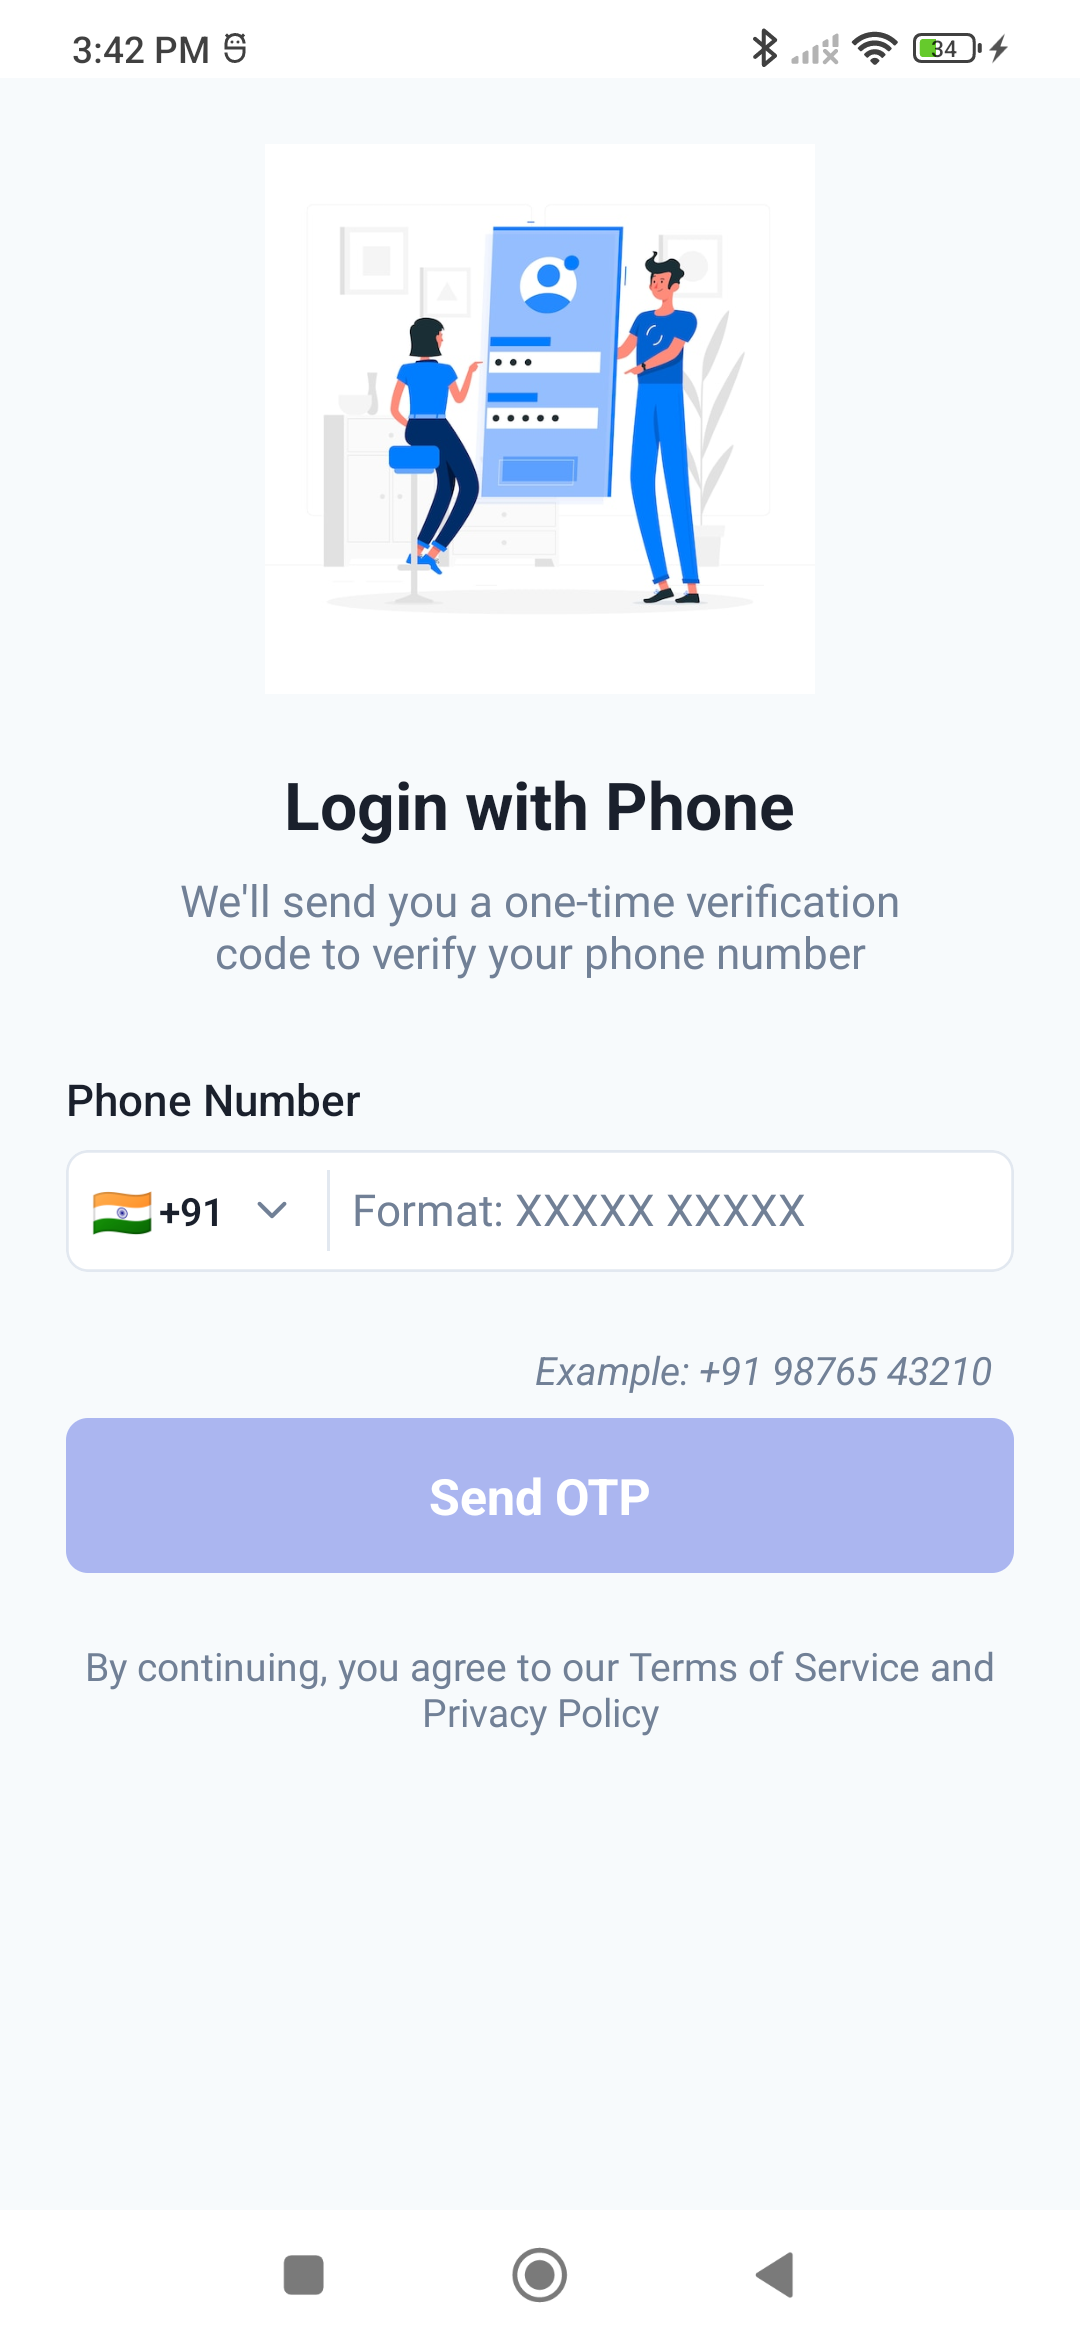 3:42 PM
34
Login with Phone
We'll send you a one-time verification
code to verify your phone number
Phone Number
+91
Format: XXXXX XXXXX
Example: +91 98765 43210
Send OTP
By continuing, you agree to our Terms of Service and
Privacy Policy